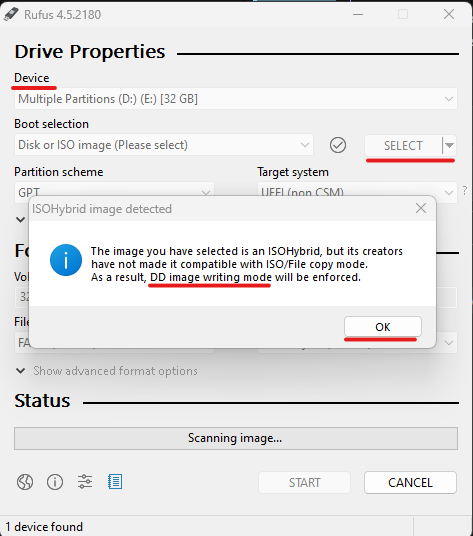 Rufus 4.5.2180
Drive Properties
Device
Multiple Partitions (D:) (E:) [32 GB]
Boot selection
Disk or ISO image (Please select)
SELECT
Partition scheme
Target system
GPT
UEFI (non CSM)
?
ISOHybrid image detected
The image you have selected is an ISOHybrid, but its creators
have not made it compatible with ISO/File copy mode.
As a result, DD image writing mode will be enforced.
OK
Fo
Vol
32
File
FA
Show advanced format options
Status
Scanning image...
START
CANCEL
1 device found